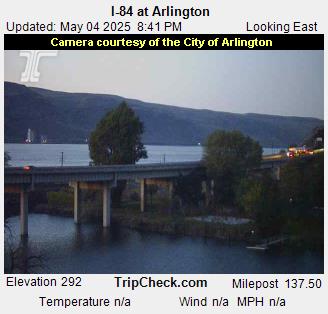 I-84 at Arlington
Updated: May 04 2025 8:41 PM Looking East
Camera courtesy of the City of Arlington
Elevation 292 TripCheck.com Milepost 137.50
Temperature n/a Wind n/a MPH n/a